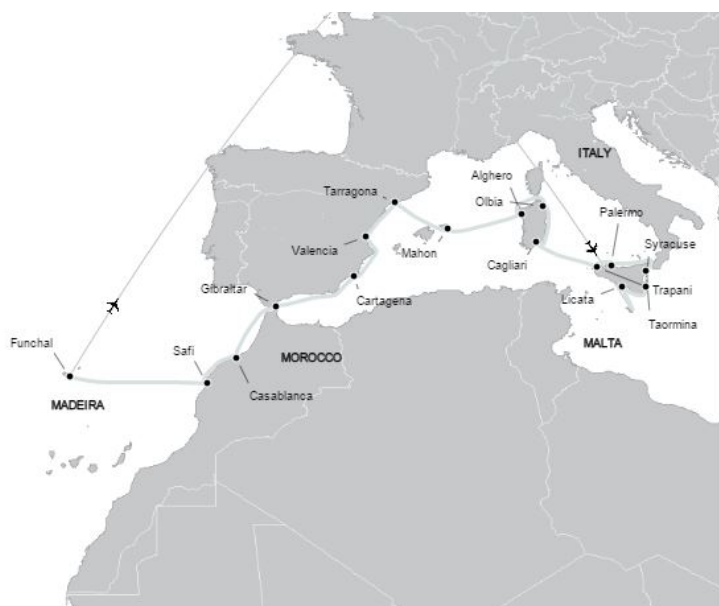 ITALY
Alghero
Tarragona
Olbia
Palermo
Syracuse
Valencia
Mahon
Cagliari
Trapani
Gibraltar
Cartagena
Licata
Taormina
Funchal
Safi
MALTA
MOROCCO
Casablanca
MADEIRA